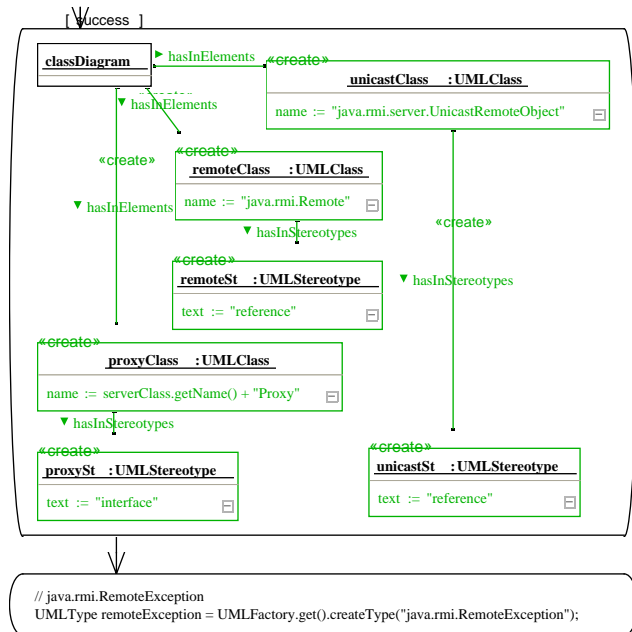 [ success ]
classDiagram
▶ hasInElements
«create»
unicastClass :UMLClass
name := "java.rmi.server.UnicastRemoteObject"
▼ hasInElements
«create»
«create»
remoteClass :UMLClass
name := "java.rmi.Remote"
▼ hasInElements
«create»
▼ hasInStereotypes
«create»
remoteSt :UMLStereotype
text := "reference"
▼ hasInStereotypes
«create»
proxyClass :UMLClass
name := serverClass.getName() + "Proxy"
▼ hasInStereotypes
«create»
proxySt :UMLStereotype
text := "interface"
«create»
unicastSt :UMLStereotype
text := "reference"
// java.rmi.RemoteException
UMLType remoteException = UMLFactory.get().createType("java.rmi.RemoteException");